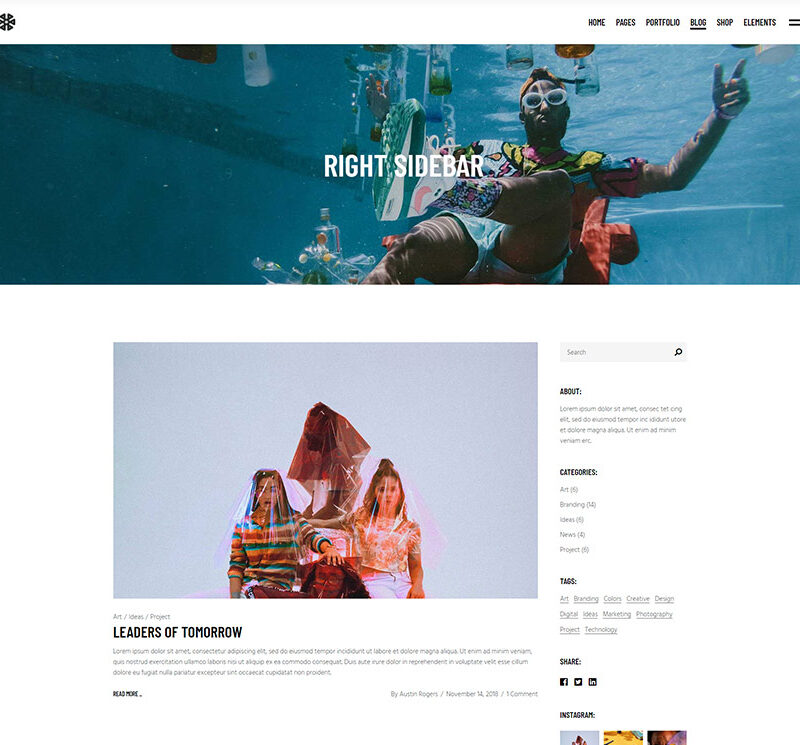 HOME PAGES PORTFOLIO BLOG SHOP ELEMENTS
RIGHT SIDEBAR
Art / Ideas / Project
LEADERS OF TOMORROW
Lorem ipsum dolor sit amet, consectetur adipiscing elit, sed do eiusmod tempor incididunt ut labore et dolore magna aliqua. Ut enim ad minim veniam,
quis nostrud exercitation ullamco laboris nisi ut aliquip ex ea commodo consequat. Duis aute irure dolor in reprehenderit in voluptate velit esse cillum
dolore eu fugiat nulla pariatur excepteur sint occaecat cupidatat non proident.
READ MORE
By Austin Rogers / November 14, 2018 / 1 Comment
Search
ABOUT:
Lorem ipsum dolor sit amet, consec tet cing
elit, sed do eiusmod tempor inc ididunt utore
et dolore magna aliqua. Ut enim ad minim
veniam erc.
CATEGORIES:
Art (6)
Branding (14)
Ideas (6)
News (4)
Project (6)
TAGS:
Art Branding Colors Creative Design
Digital Ideas Marketing Photography
Project Technology
SHARE:
INSTAGRAM: